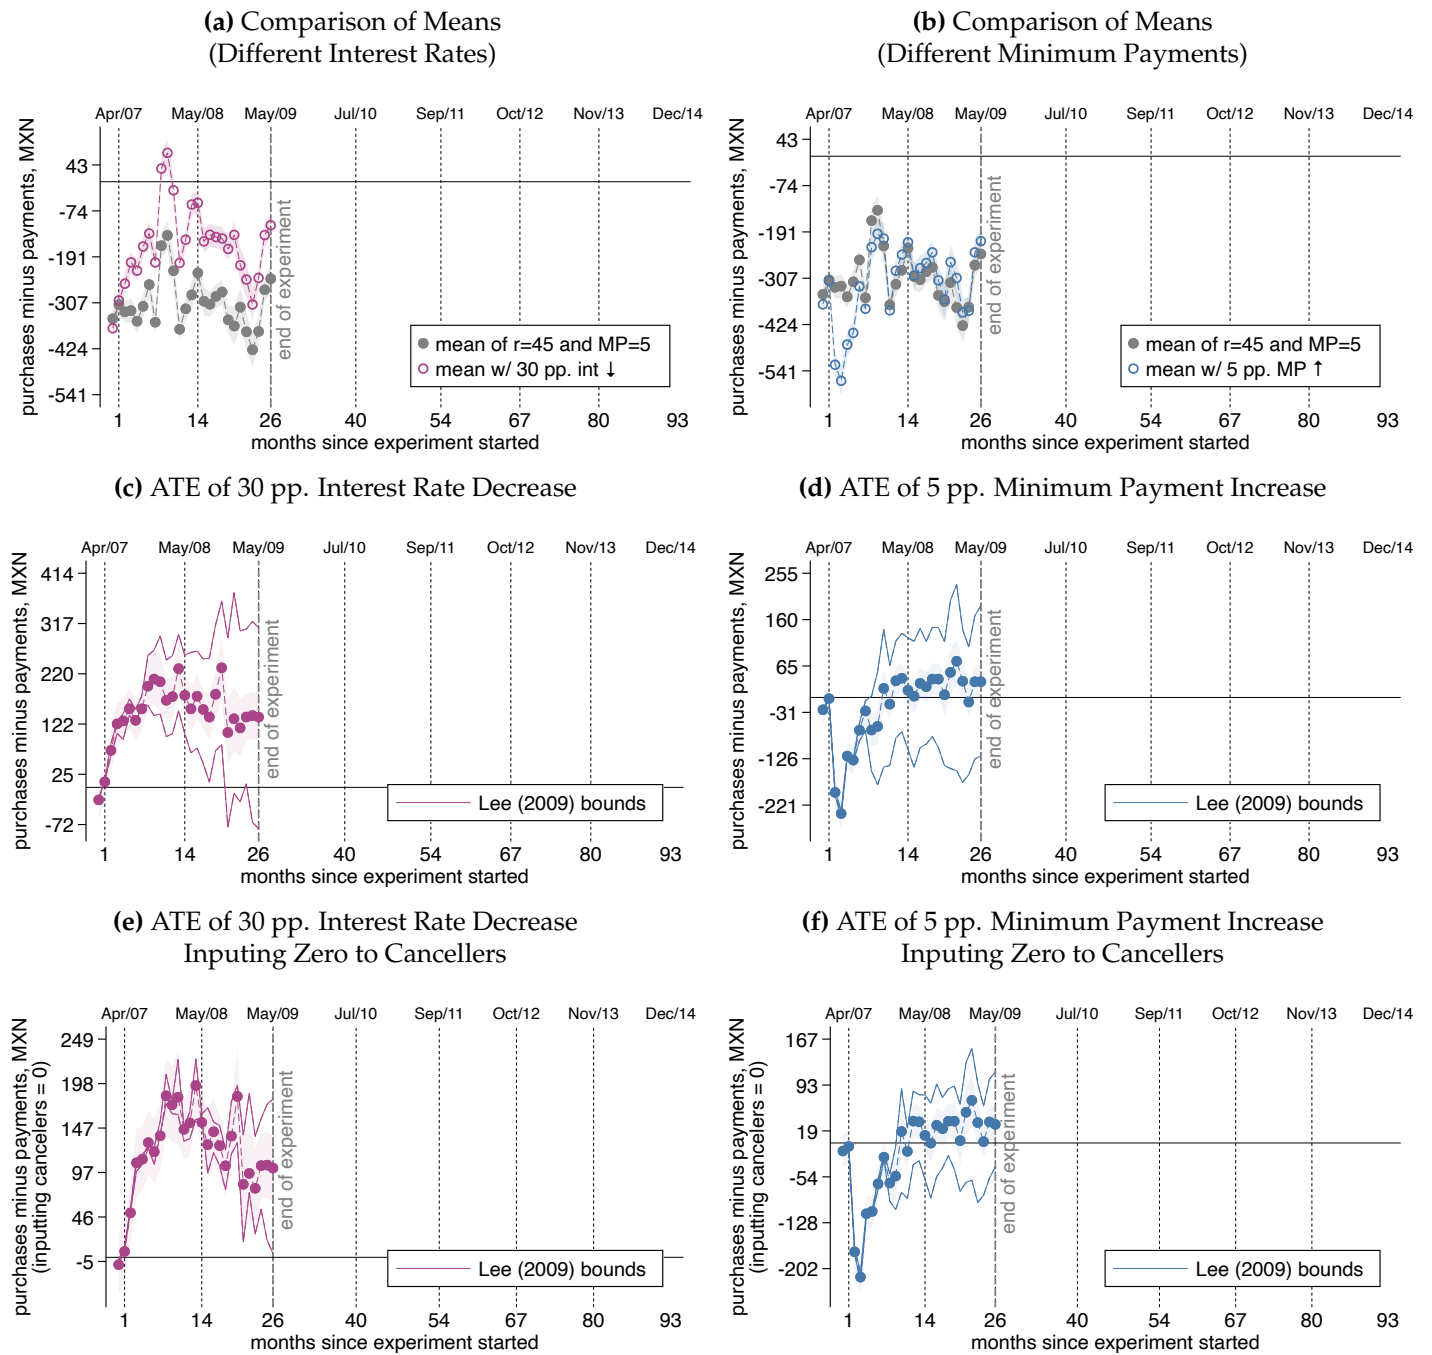 (a) Comparison of Means
(Different Interest Rates)
Apr/07 May/08 May/09 Jul/10 Sep/11 Oct/12 Nov/13 Dec/14
purchases minus payments, MXN
43
-74
-191
-307
-424
-541
end of experiment
mean of r=45 and MP=5
mean w/ 30 pp. int ↓
1 14 26 40 54 67 80 93
months since experiment started
(b) Comparison of Means
(Different Minimum Payments)
Apr/07 May/08 May/09 Jul/10 Sep/11 Oct/12 Nov/13 Dec/14
purchases minus payments, MXN
43
-74
-191
-307
-424
-541
end of experiment
mean of r=45 and MP=5
mean w/ 5 pp. MP ↑
1 14 26 40 54 67 80 93
months since experiment started
(c) ATE of 30 pp. Interest Rate Decrease
Apr/07 May/08 May/09 Jul/10 Sep/11 Oct/12 Nov/13 Dec/14
purchases minus payments, MXN
414
317
220
122
25
-72
end of experiment
Lee (2009) bounds
1 14 26 40 54 67 80 93
months since experiment started
(d) ATE of 5 pp. Minimum Payment Increase
Apr/07 May/08 May/09 Jul/10 Sep/11 Oct/12 Nov/13 Dec/14
purchases minus payments, MXN
255
160
65
-31
-126
-221
end of experiment
Lee (2009) bounds
1 14 26 40 54 67 80 93
months since experiment started
(e) ATE of 30 pp. Interest Rate Decrease
Inputing Zero to Cancellers
Apr/07 May/08 May/09 Jul/10 Sep/11 Oct/12 Nov/13 Dec/14
purchases minus payments, MXN
(inputting cancelers = 0)
249
198
147
97
46
-5
end of experiment
Lee (2009) bounds
1 14 26 40 54 67 80 93
months since experiment started
(f) ATE of 5 pp. Minimum Payment Increase
Inputing Zero to Cancellers
Apr/07 May/08 May/09 Jul/10 Sep/11 Oct/12 Nov/13 Dec/14
purchases minus payments, MXN
(inputting cancelers = 0)
167
93
19
-54
-128
-202
end of experiment
Lee (2009) bounds
1 14 26 40 54 67 80 93
months since experiment started